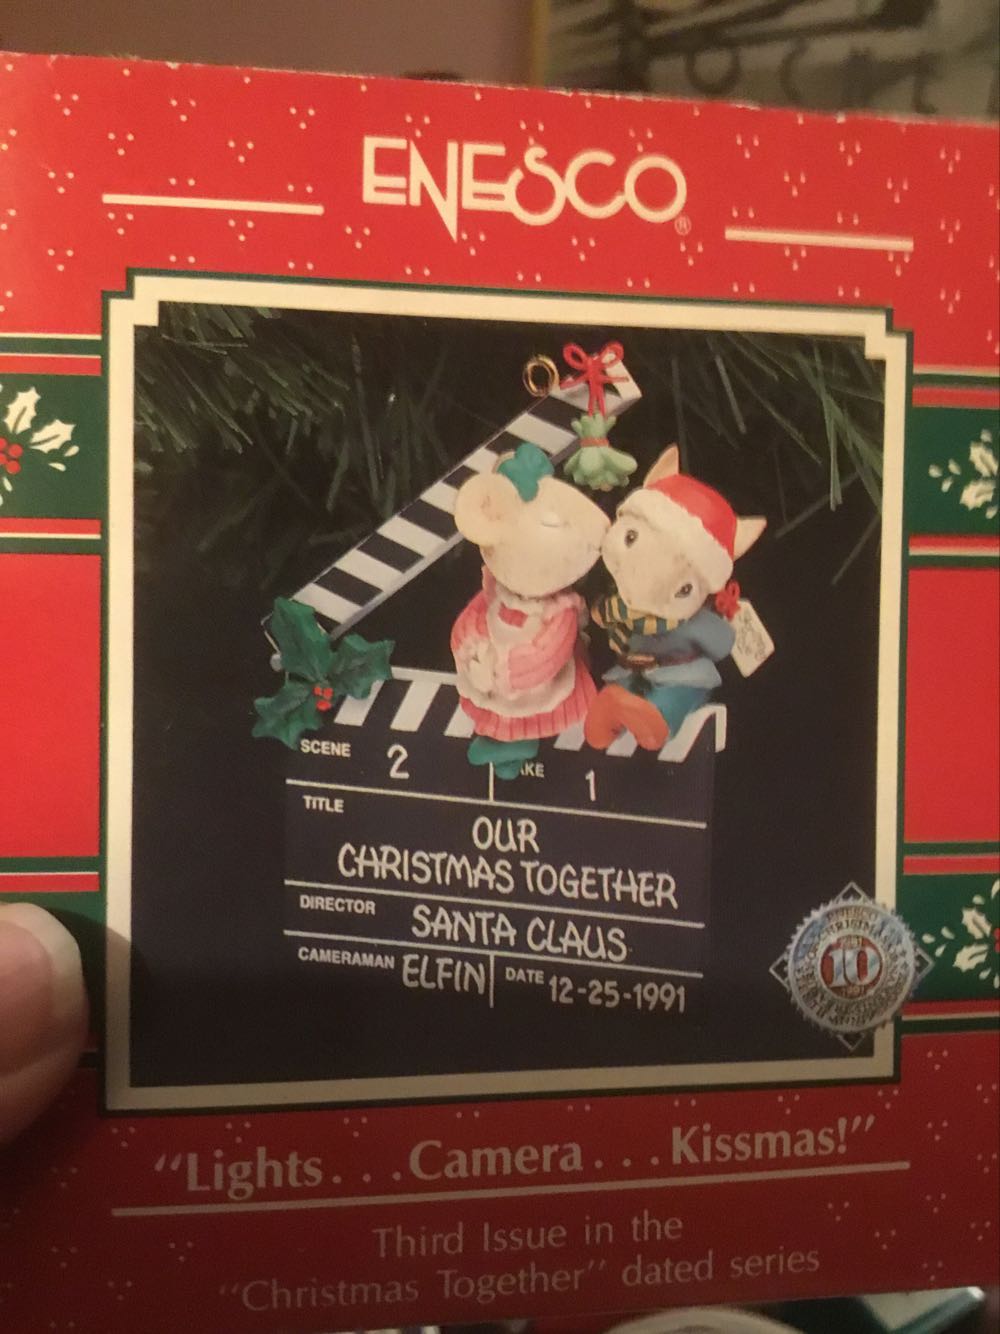 ENESCO®
SCENE 2 KE 1
TITLE
OUR
CHRISTMAS TOGETHER
DIRECTOR SANTA CLAUS
CAMERAMAN ELFIN DATE 12-25-1991
10
"Lights...Camera...Kissmas!"
Third Issue in the
"Christmas Together" dated series